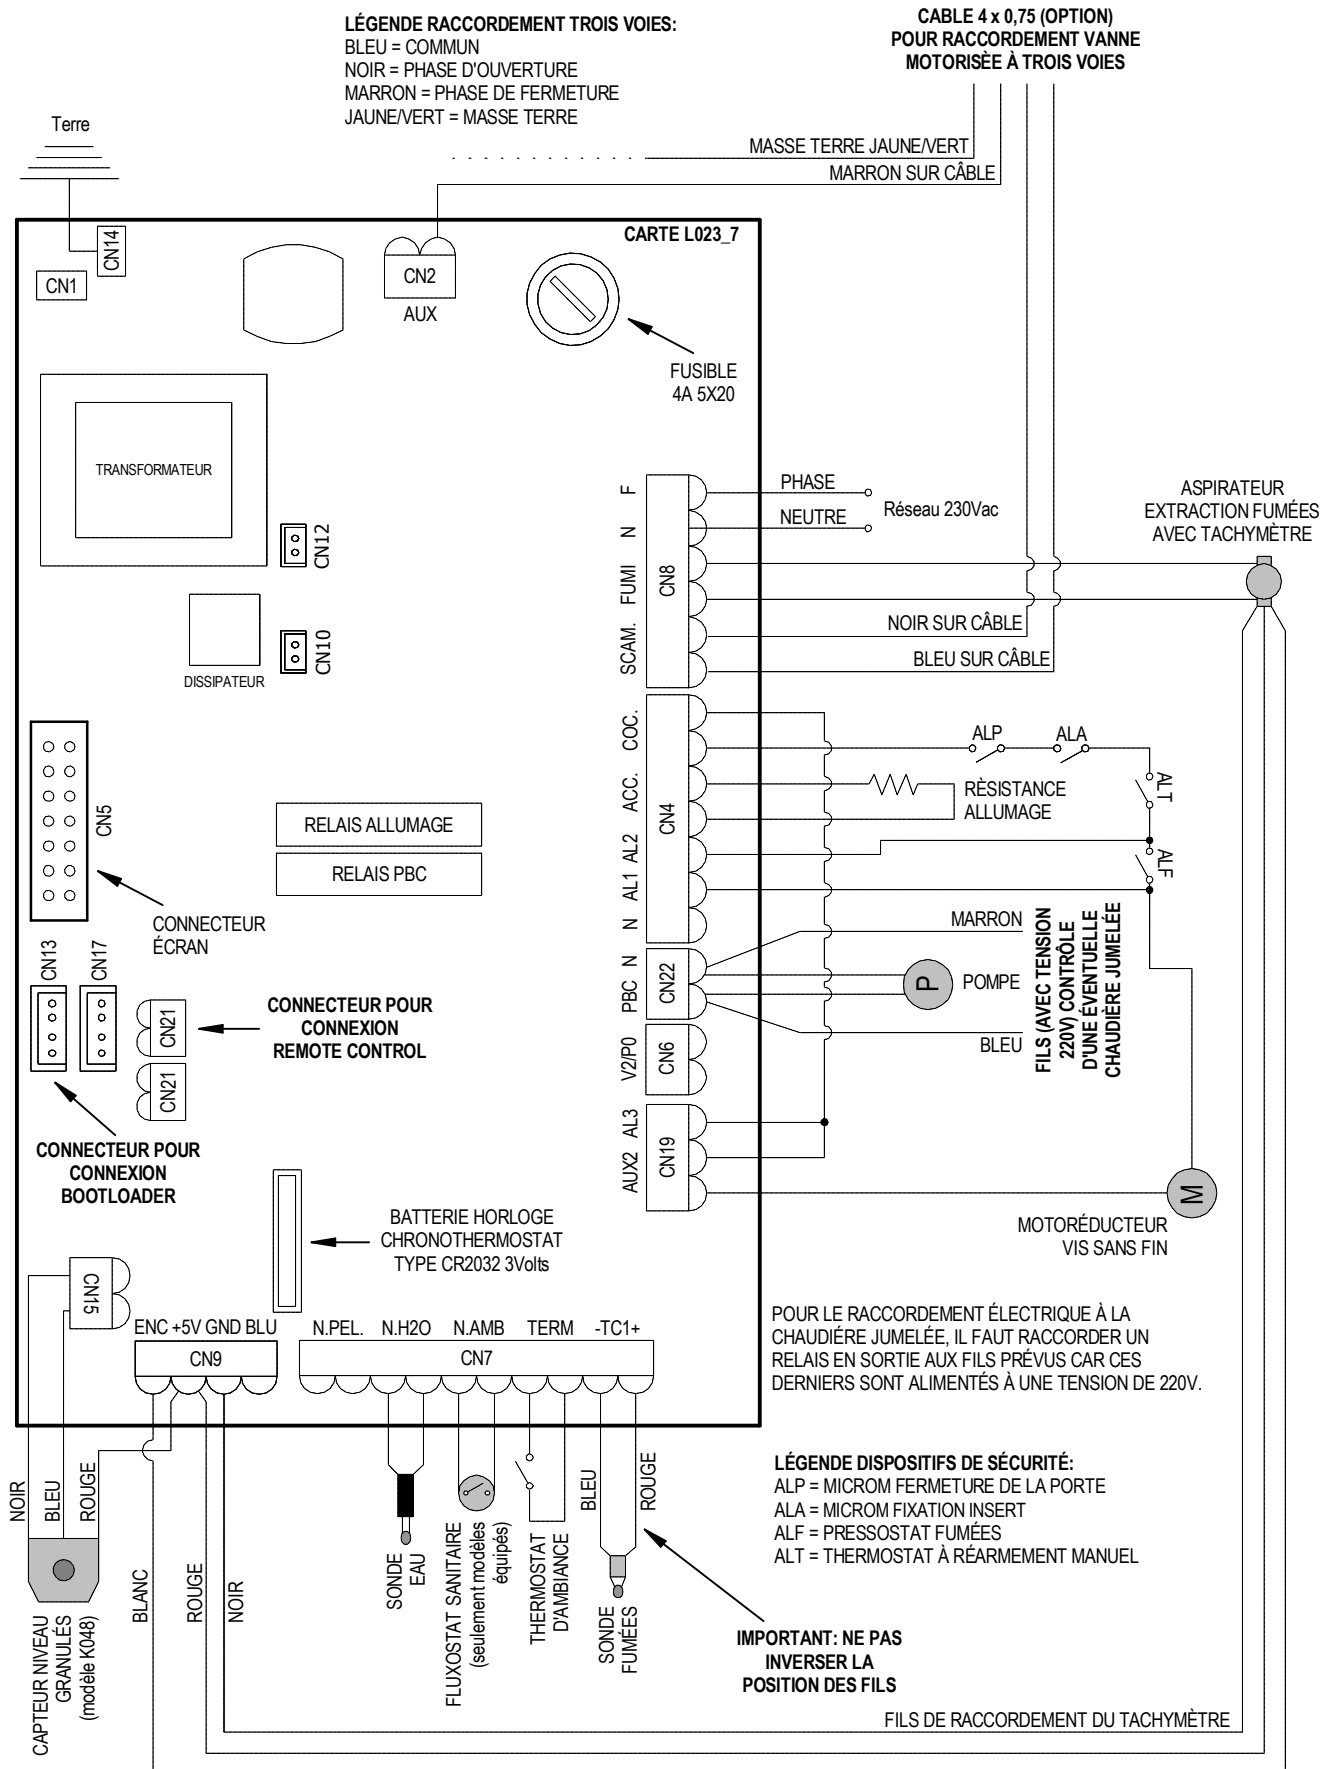 LÉGENDE RACCORDEMENT TROIS VOIES:
BLEU = COMMUN
NOIR = PHASE D'OUVERTURE
MARRON = PHASE DE FERMETURE
JAUNE/VERT = MASSE TERRE
CABLE 4 x 0,75 (OPTION)
POUR RACCORDEMENT VANNE
MOTORISÈE À TROIS VOIES
Terre
MASSE TERRE JAUNE/VERT
MARRON SUR CÂBLE
CARTE L023_7
CN14
CN1
CN2
AUX
FUSIBLE
4A 5X20
TRANSFORMATEUR
CN12
CN10
DISSIPATEUR
F
N
FUMI
SCAM.
CN8
PHASE
NEUTRE
Réseau 230Vac
ASPIRATEUR
EXTRACTION FUMÉES
AVEC TACHYMÈTRE
NOIR SUR CÂBLE
BLEU SUR CÂBLE
COC.
ACC.
AL2
AL1
N
CN4
ALP
ALA
ALT
ALF
RÈSISTANCE
ALLUMAGE
CN5
RELAIS ALLUMAGE
RELAIS PBC
CONNECTEUR
ÉCRAN
CN13
CN17
CN21
CN21
CONNECTEUR POUR
CONNEXION
REMOTE CONTROL
CONNECTEUR POUR
CONNEXION
BOOTLOADER
N
PBC
CN22
MARRON
P
POMPE
BLEU
FILS (AVEC TENSION
220V) CONTRÔLE
D'UNE ÉVENTUELLE
CHAUDIÈRE JUMELÉE
V2/P0
CN6
AL3
AUX2
CN19
M
MOTORÉDUCTEUR
VIS SANS FIN
BATTERIE HORLOGE
CHRONOTHERMOSTAT
TYPE CR2032 3Volts
CN15
ENC +5V GND BLU
CN9
N.PEL. N.H2O N.AMB TERM -TC1+
CN7
POUR LE RACCORDEMENT ÉLECTRIQUE À LA
CHAUDIÉRE JUMELÉE, IL FAUT RACCORDER UN
RELAIS EN SORTIE AUX FILS PRÉVUS CAR CES
DERNIERS SONT ALIMENTÉS À UNE TENSION DE 220V.
LÉGENDE DISPOSITIFS DE SÉCURITÉ:
ALP = MICROM FERMETURE DE LA PORTE
ALA = MICROM FIXATION INSERT
ALF = PRESSOSTAT FUMÉES
ALT = THERMOSTAT À RÉARMEMENT MANUEL
NOIR
BLEU
ROUGE
CAPTEUR NIVEAU
GRANULÉS
(modèle K048)
BLANC
ROUGE
NOIR
SONDE
EAU
FLUXOSTAT SANITAIRE
(seulement modèles
équipés)
THERMOSTAT
D'AMBIANCE
BLEU
ROUGE
SONDE
FUMÉES
IMPORTANT: NE PAS
INVERSER LA
POSITION DES FILS
FILS DE RACCORDEMENT DU TACHYMÈTRE